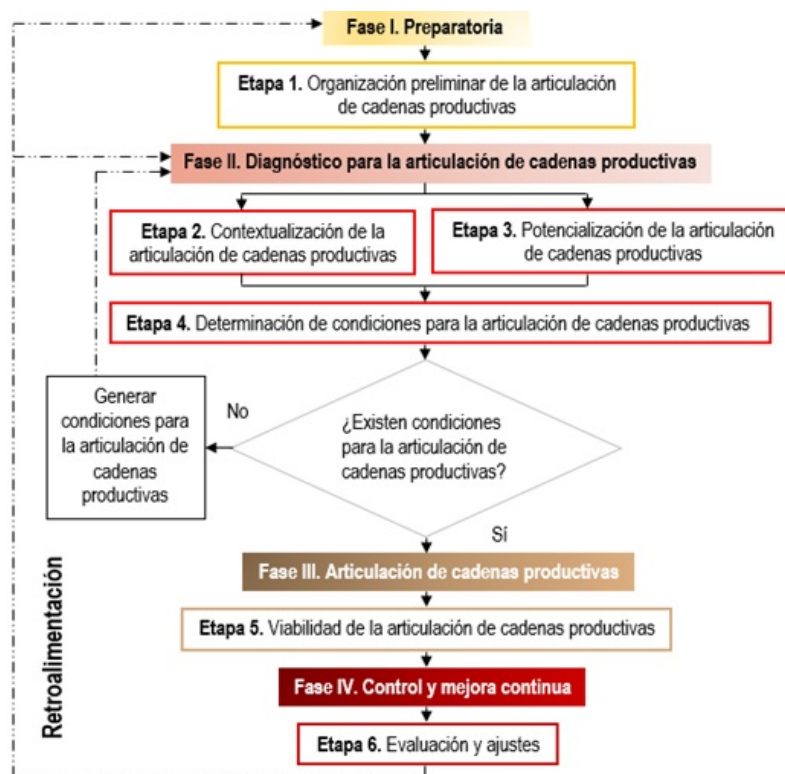 Fase I. Preparatoria
Etapa 1. Organización preliminar de la articulación
de cadenas productivas
Fase II. Diagnóstico para la articulación de cadenas productivas
Etapa 2. Contextualización de la
articulación de cadenas productivas
Etapa 3. Potencialización de la articulación
de cadenas productivas
Etapa 4. Determinación de condiciones para la articulación de cadenas productivas
Generar
condiciones para
la articulación de
cadenas
productivas
No
¿Existen condiciones
para la articulación de
cadenas productivas?
Sí
Fase III. Articulación de cadenas productivas
Etapa 5. Viabilidad de la articulación de cadenas productivas
Fase IV. Control y mejora continua
Etapa 6. Evaluación y ajustes
Retroalimentación